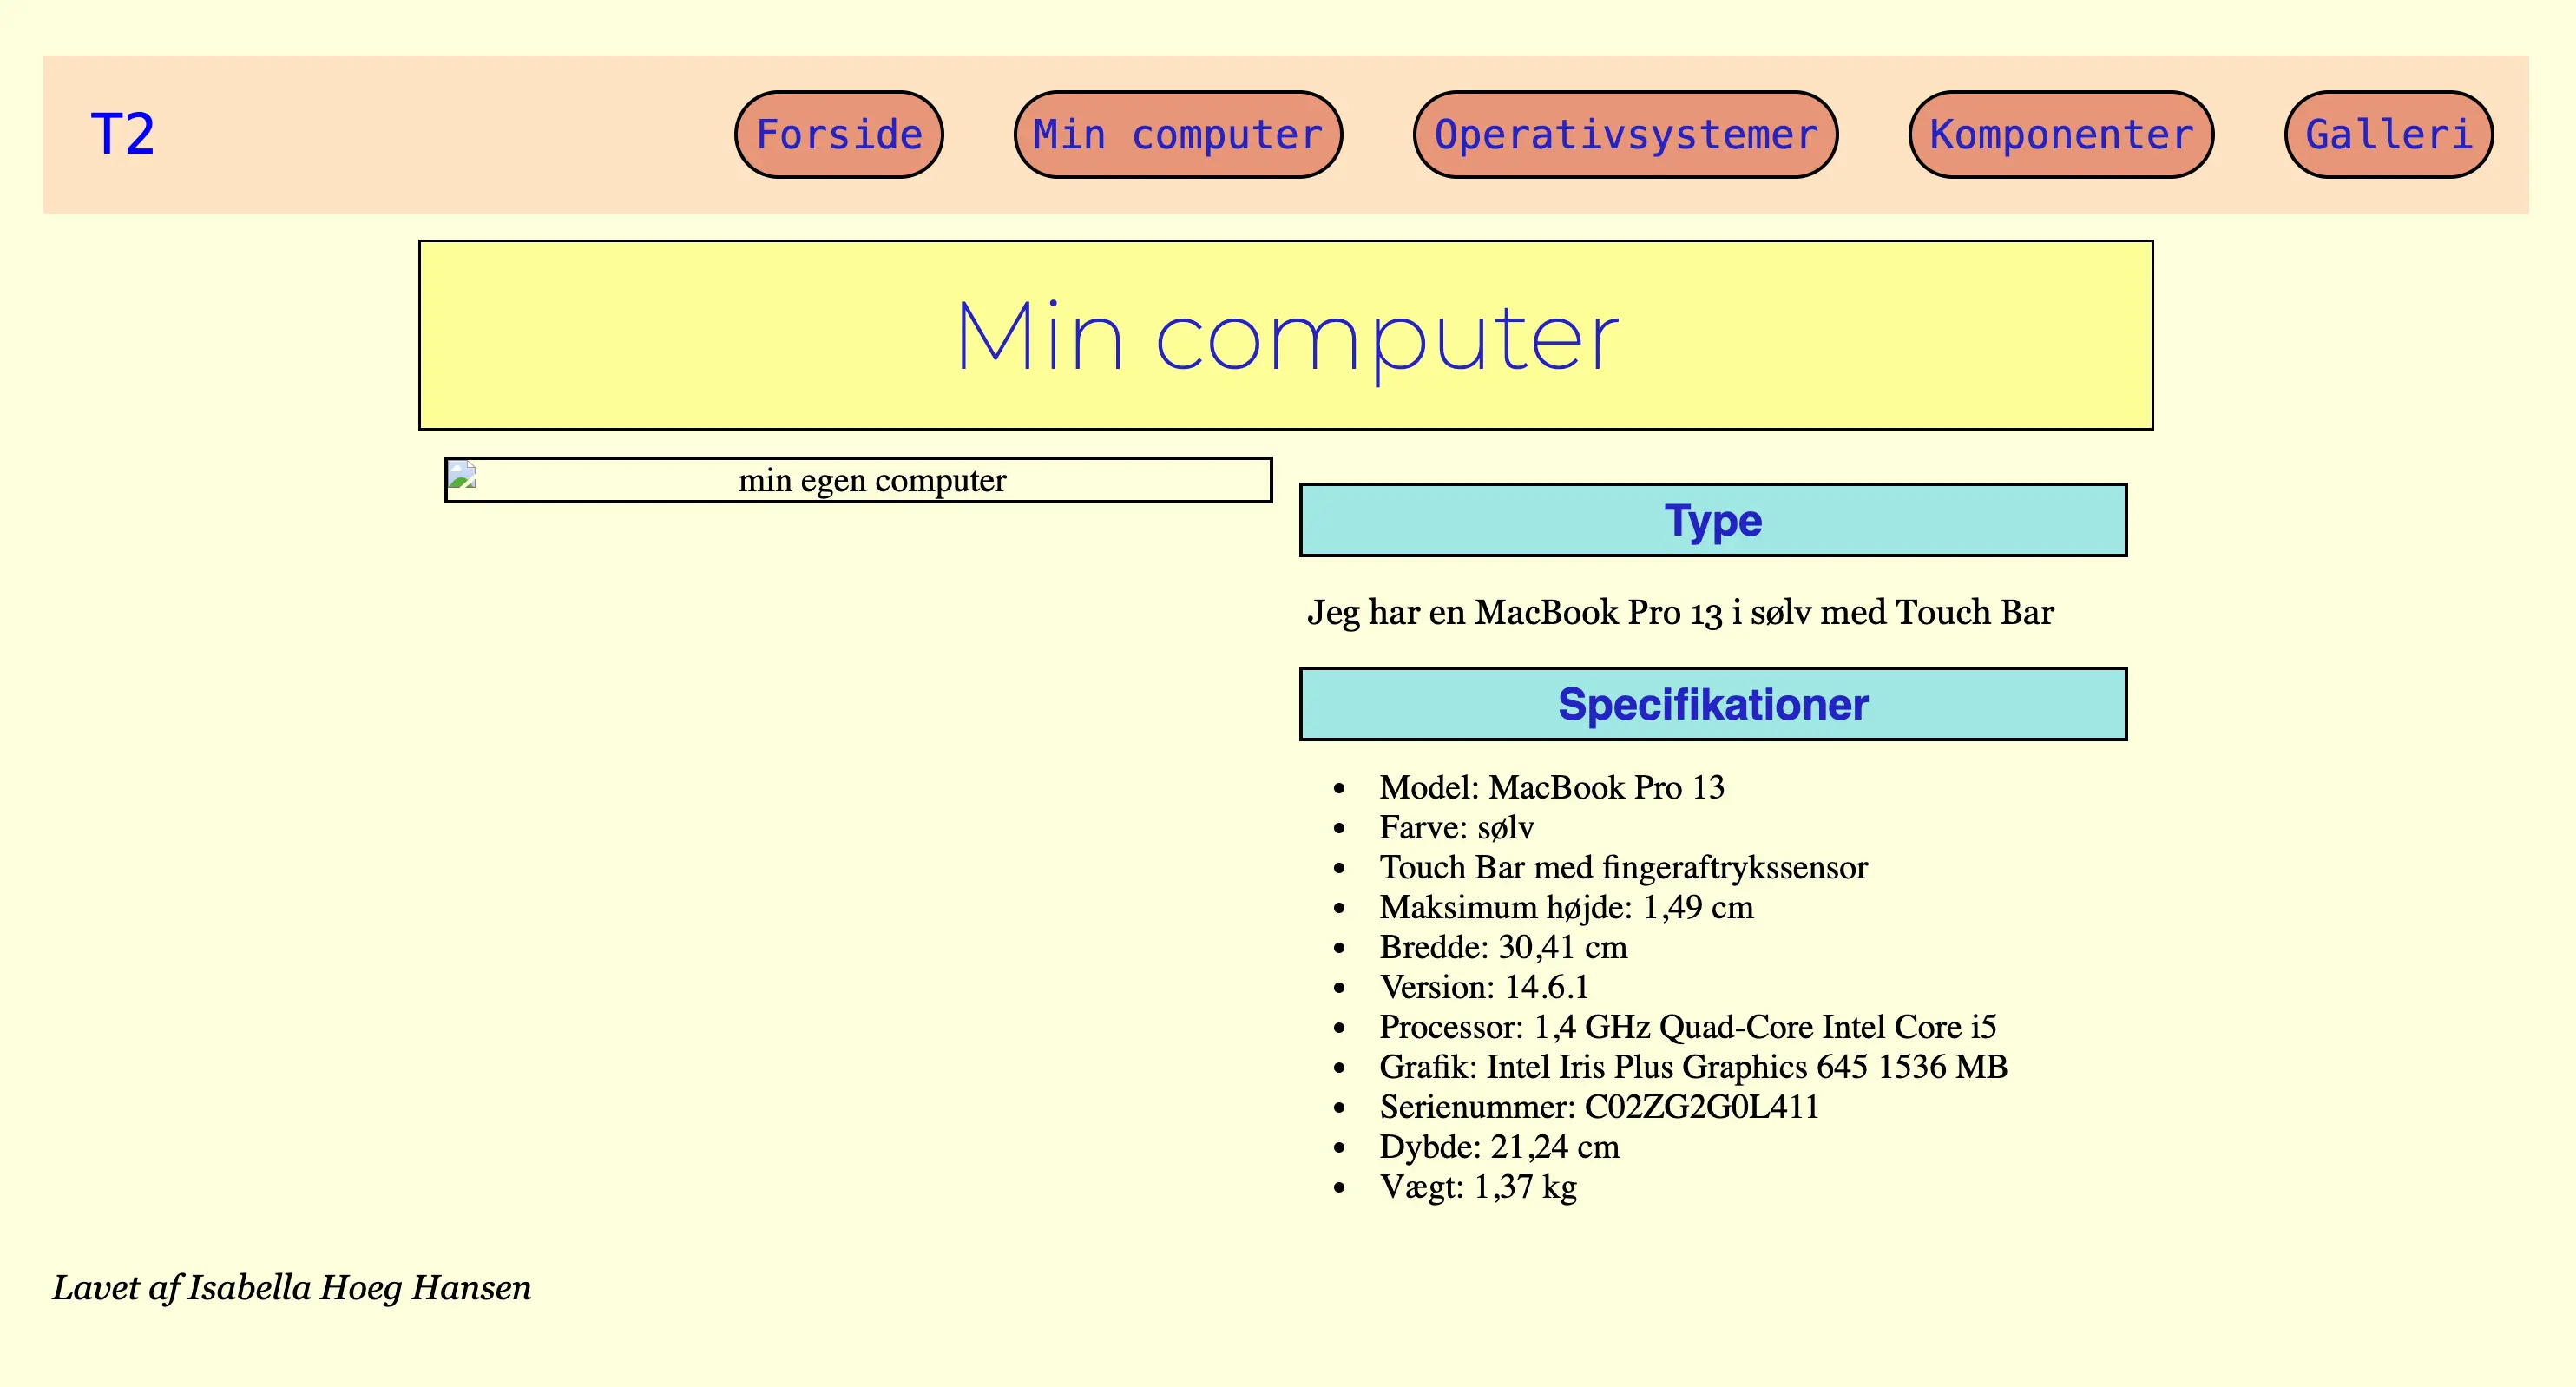 T2
Forside
Min computer
Operativsystemer
Komponenter
Galleri
Min computer
min egen computer
Type
Jeg har en MacBook Pro 13 i sølv med Touch Bar
Specifikationer
• Model: MacBook Pro 13
• Farve: sølv
• Touch Bar med fingeraftrykssensor
• Maksimum højde: 1,49 cm
• Bredde: 30,41 cm
• Version: 14.6.1
• Processor: 1,4 GHz Quad-Core Intel Core i5
• Grafik: Intel Iris Plus Graphics 645 1536 MB
• Serienummer: C02ZG2G0L411
• Dybde: 21,24 cm
• Vægt: 1,37 kg
Lavet af Isabella Hoeg Hansen